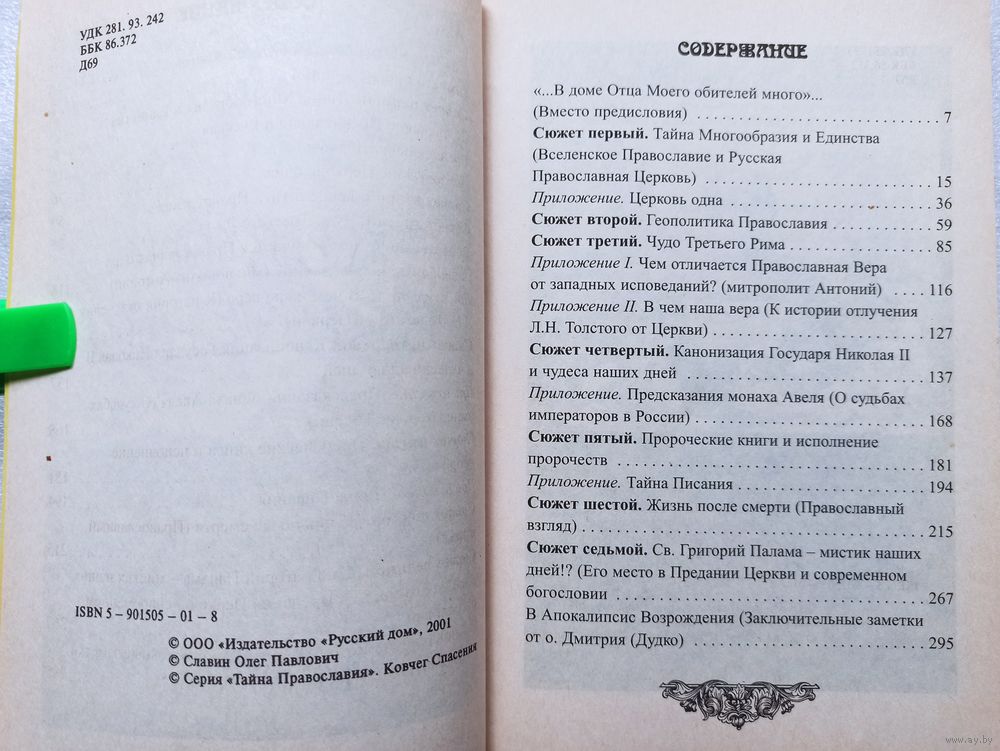 УДК 281. 93. 242
ББК 86.372
Д69
ISBN 5 – 901505 – 01 – 8
© ООО «Издательство «Русский дом», 2001
© Славин Олег Павлович
© Серия «Тайна Православия». Ковчег Спасения
СОДЕРЖАНИЕ
«...В доме Отца Моего обителей много»...
(Вместо предисловия) ............................ 7
Сюжет первый. Тайна Многообразия и Единства
(Вселенское Православие и Русская
Православная Церковь) ........................... 15
Приложение. Церковь одна ........................ 36
Сюжет второй. Геополитика Православия ............ 59
Сюжет третий. Чудо Третьего Рима ................. 85
Приложение I. Чем отличается Православная Вера
от западных исповеданий? (митрополит Антоний) .... 116
Приложение II. В чем наша вера (К истории отлучения
Л.Н. Толстого от Церкви) ......................... 127
Сюжет четвертый. Канонизация Государя Николая II
и чудеса наших дней ............................. 137
Приложение. Предсказания монаха Авеля (О судьбах
императоров в России) ........................... 168
Сюжет пятый. Пророческие книги и исполнение
пророчеств ..................................... 181
Приложение. Тайна Писания ....................... 194
Сюжет шестой. Жизнь после смерти (Православный
взгляд) ........................................ 215
Сюжет седьмой. Св. Григорий Палама – мистик наших
дней!? (Его место в Предании Церкви и современном
богословии ..................................... 267
В Апокалипсис Возрождения (Заключительные заметки
от о. Дмитрия (Дудко) ........................... 295
www.ay.by